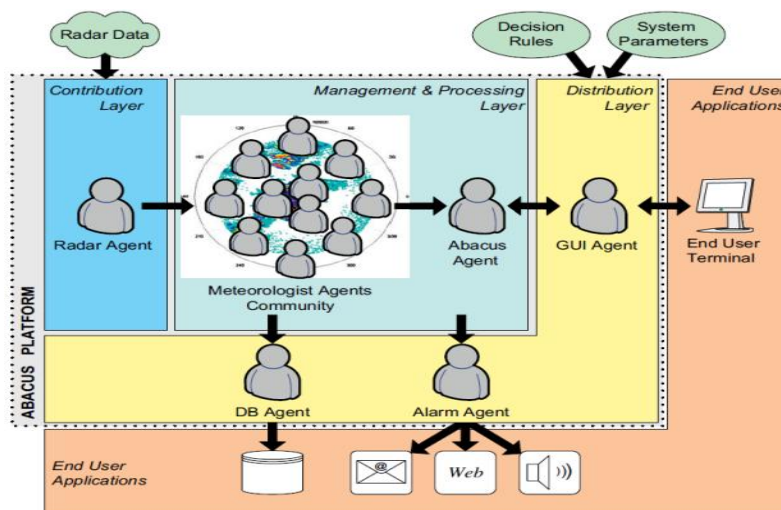 Radar Data
Decision
Rules
System
Parameters
Contribution
Layer
Management & Processing
Layer
Distribution
Layer
End User
Applications
Radar Agent
Meteorologist Agents
Community
Abacus
Agent
GUI Agent
End User
Terminal
ABACUS PLATFORM
DB Agent
Alarm Agent
End User
Applications
@
Web